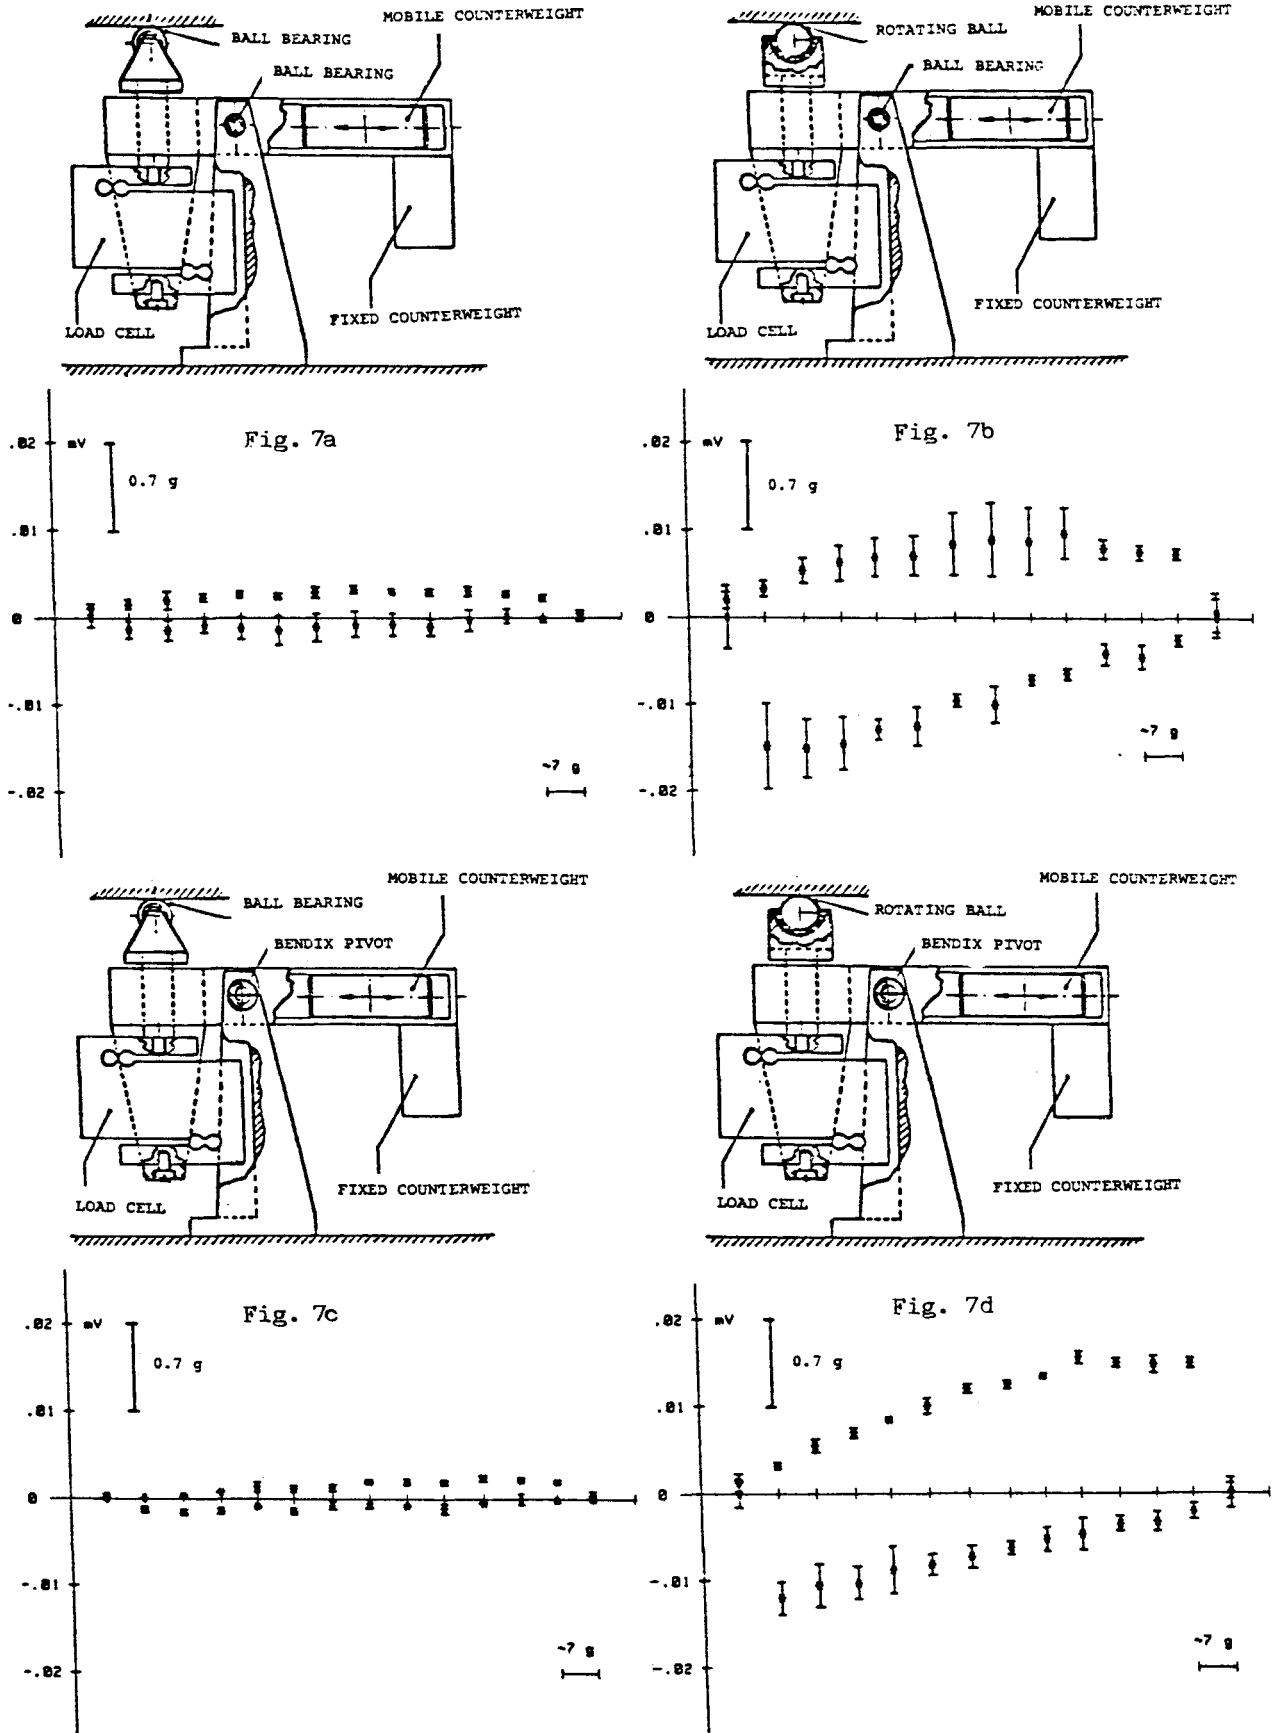 MOBILE COUNTERWEIGHT
BALL BEARING
BALL BEARING
LOAD CELL
FIXED COUNTERWEIGHT
MOBILE COUNTERWEIGHT
ROTATING BALL
BALL BEARING
LOAD CELL
FIXED COUNTERWEIGHT
Fig. 7a
.02 mV
0.7 g
.01
0
-.01
~7 g
-.02
Fig. 7b
.02 mV
0.7 g
.01
0
-.01
~7 g
-.02
MOBILE COUNTERWEIGHT
BALL BEARING
BENDIX PIVOT
LOAD CELL
FIXED COUNTERWEIGHT
MOBILE COUNTERWEIGHT
ROTATING BALL
BENDIX PIVOT
LOAD CELL
FIXED COUNTERWEIGHT
Fig. 7c
.02 mV
0.7 g
.01
0
-.01
~7 g
-.02
Fig. 7d
.02 mV
0.7 g
.01
0
-.01
~7 g
-.02